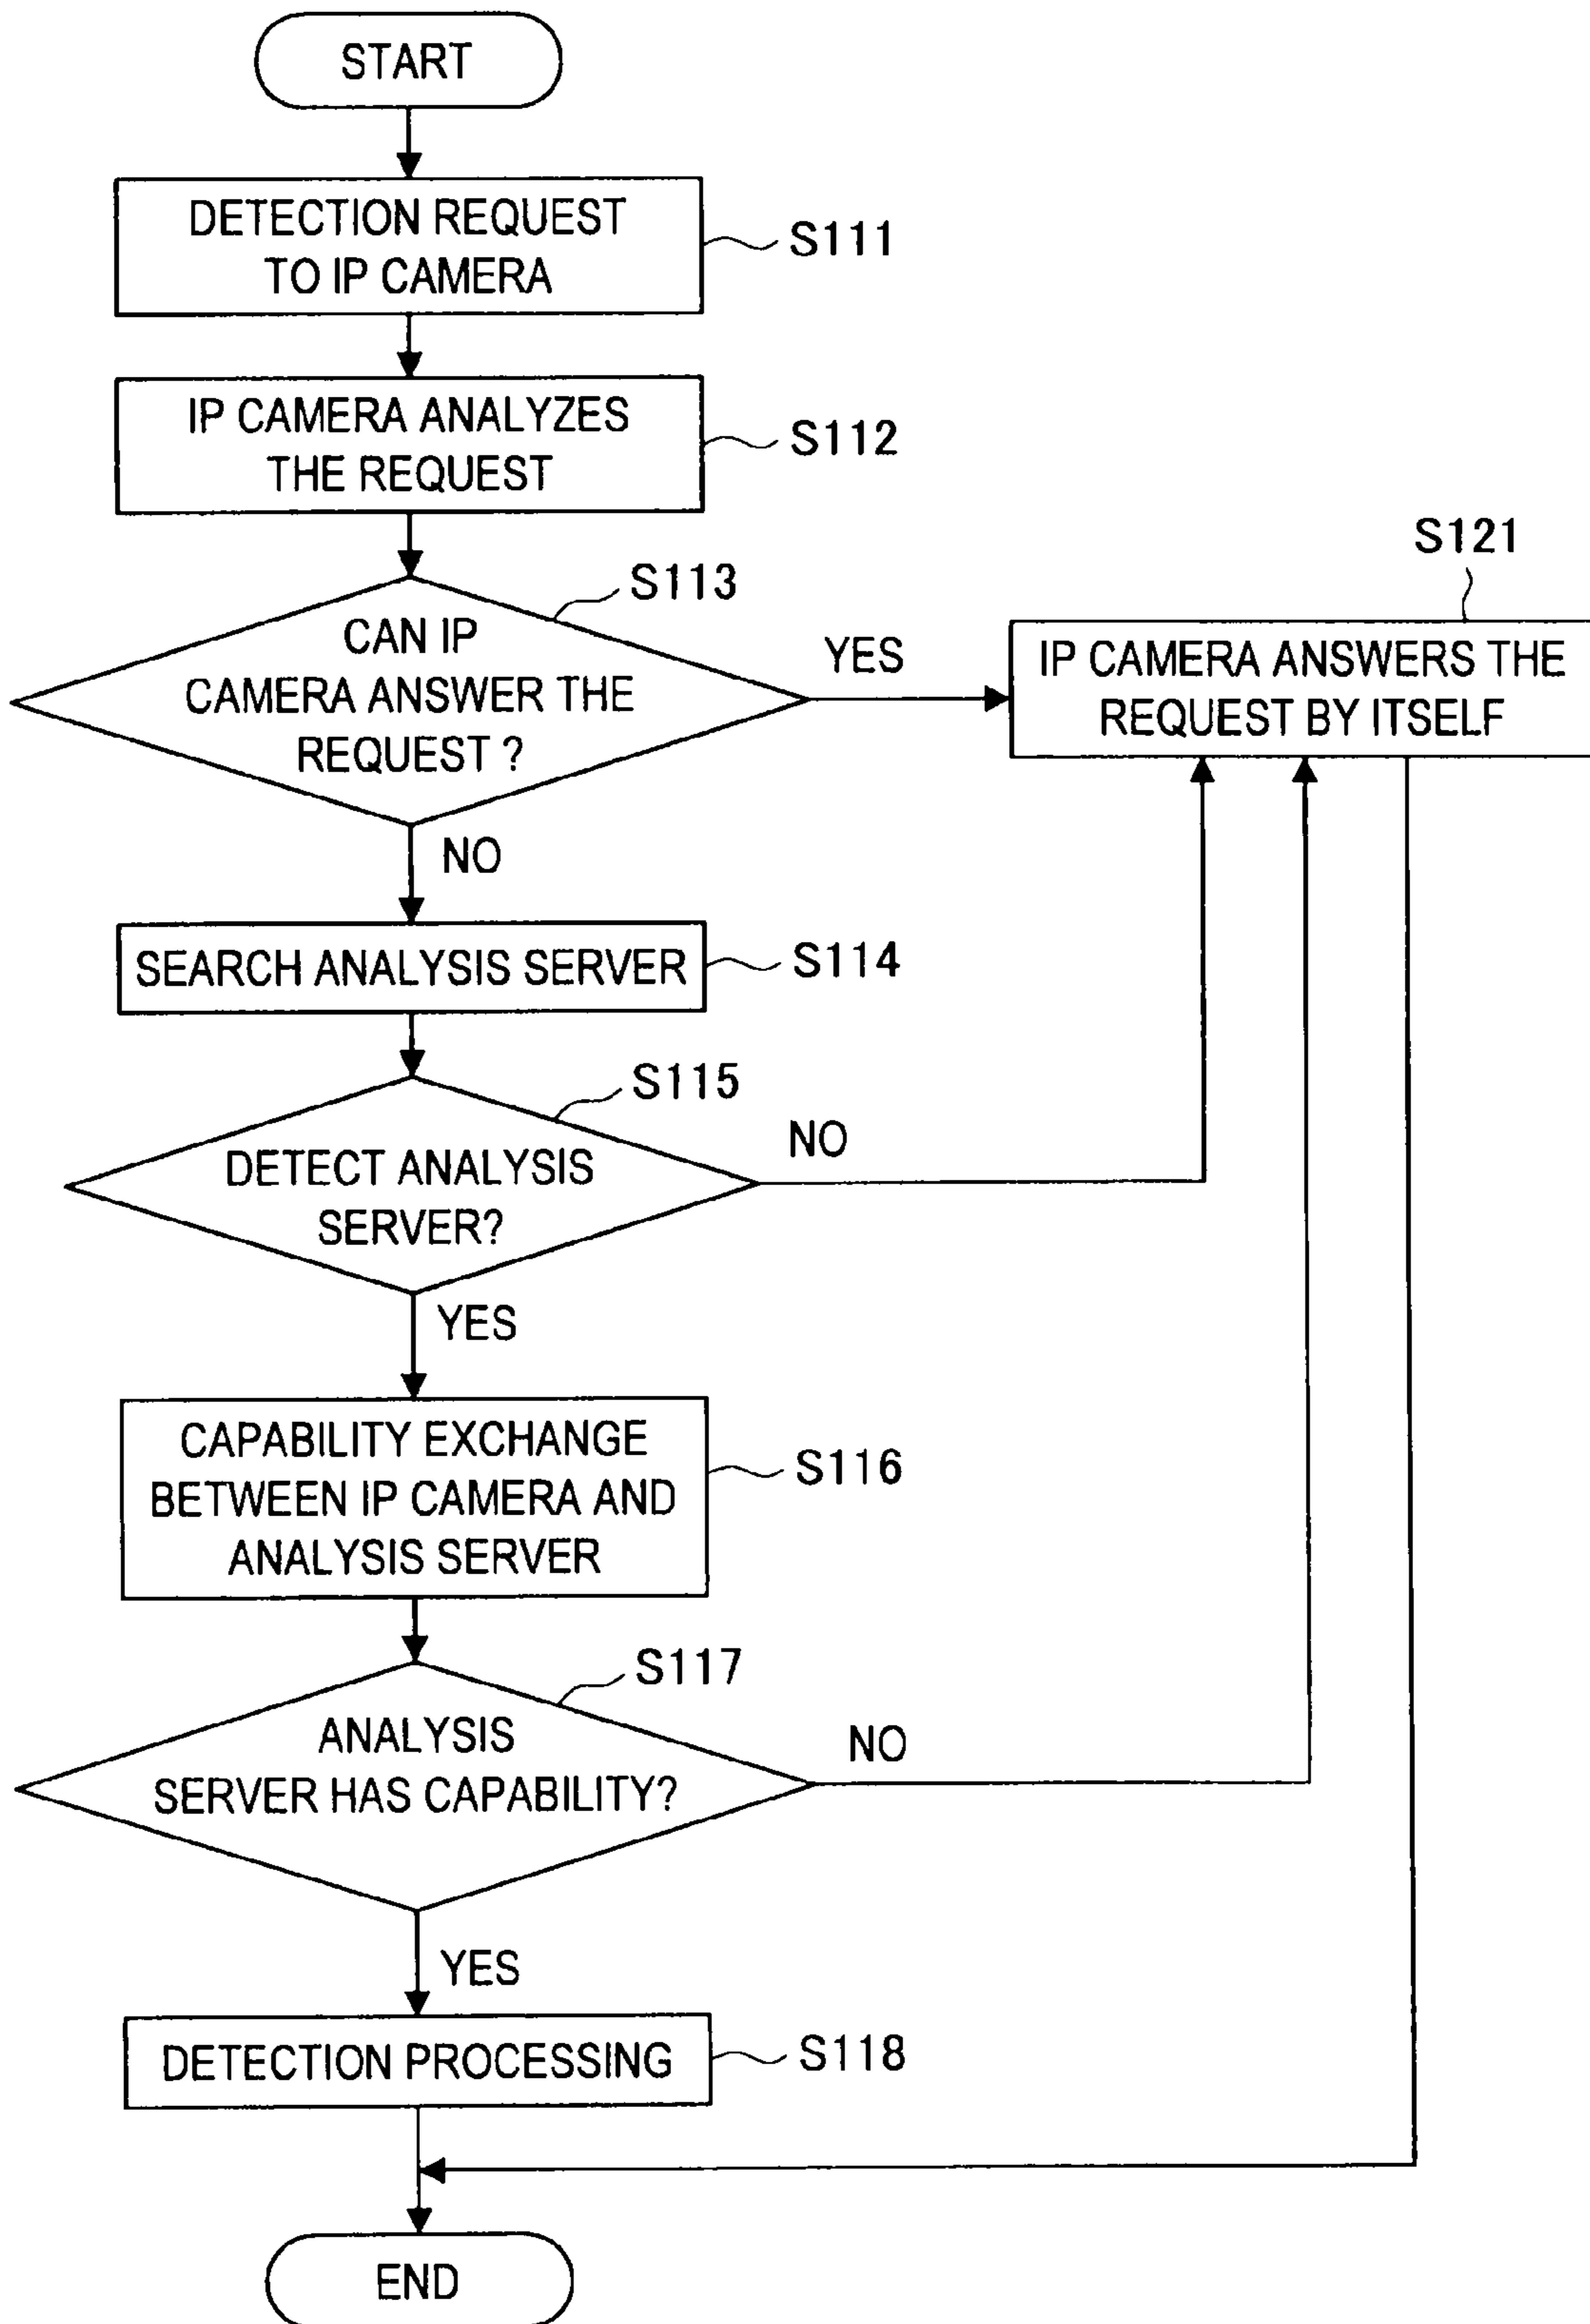 START
DETECTION REQUEST
TO IP CAMERA
S111
IP CAMERA ANALYZES
THE REQUEST
S112
S113
CAN IP
CAMERA ANSWER THE
REQUEST ?
YES
NO
S121
IP CAMERA ANSWERS THE
REQUEST BY ITSELF
SEARCH ANALYSIS SERVER
S114
S115
DETECT ANALYSIS
SERVER?
NO
YES
CAPABILITY EXCHANGE
BETWEEN IP CAMERA AND
ANALYSIS SERVER
S116
S117
ANALYSIS
SERVER HAS CAPABILITY?
NO
YES
DETECTION PROCESSING
S118
END